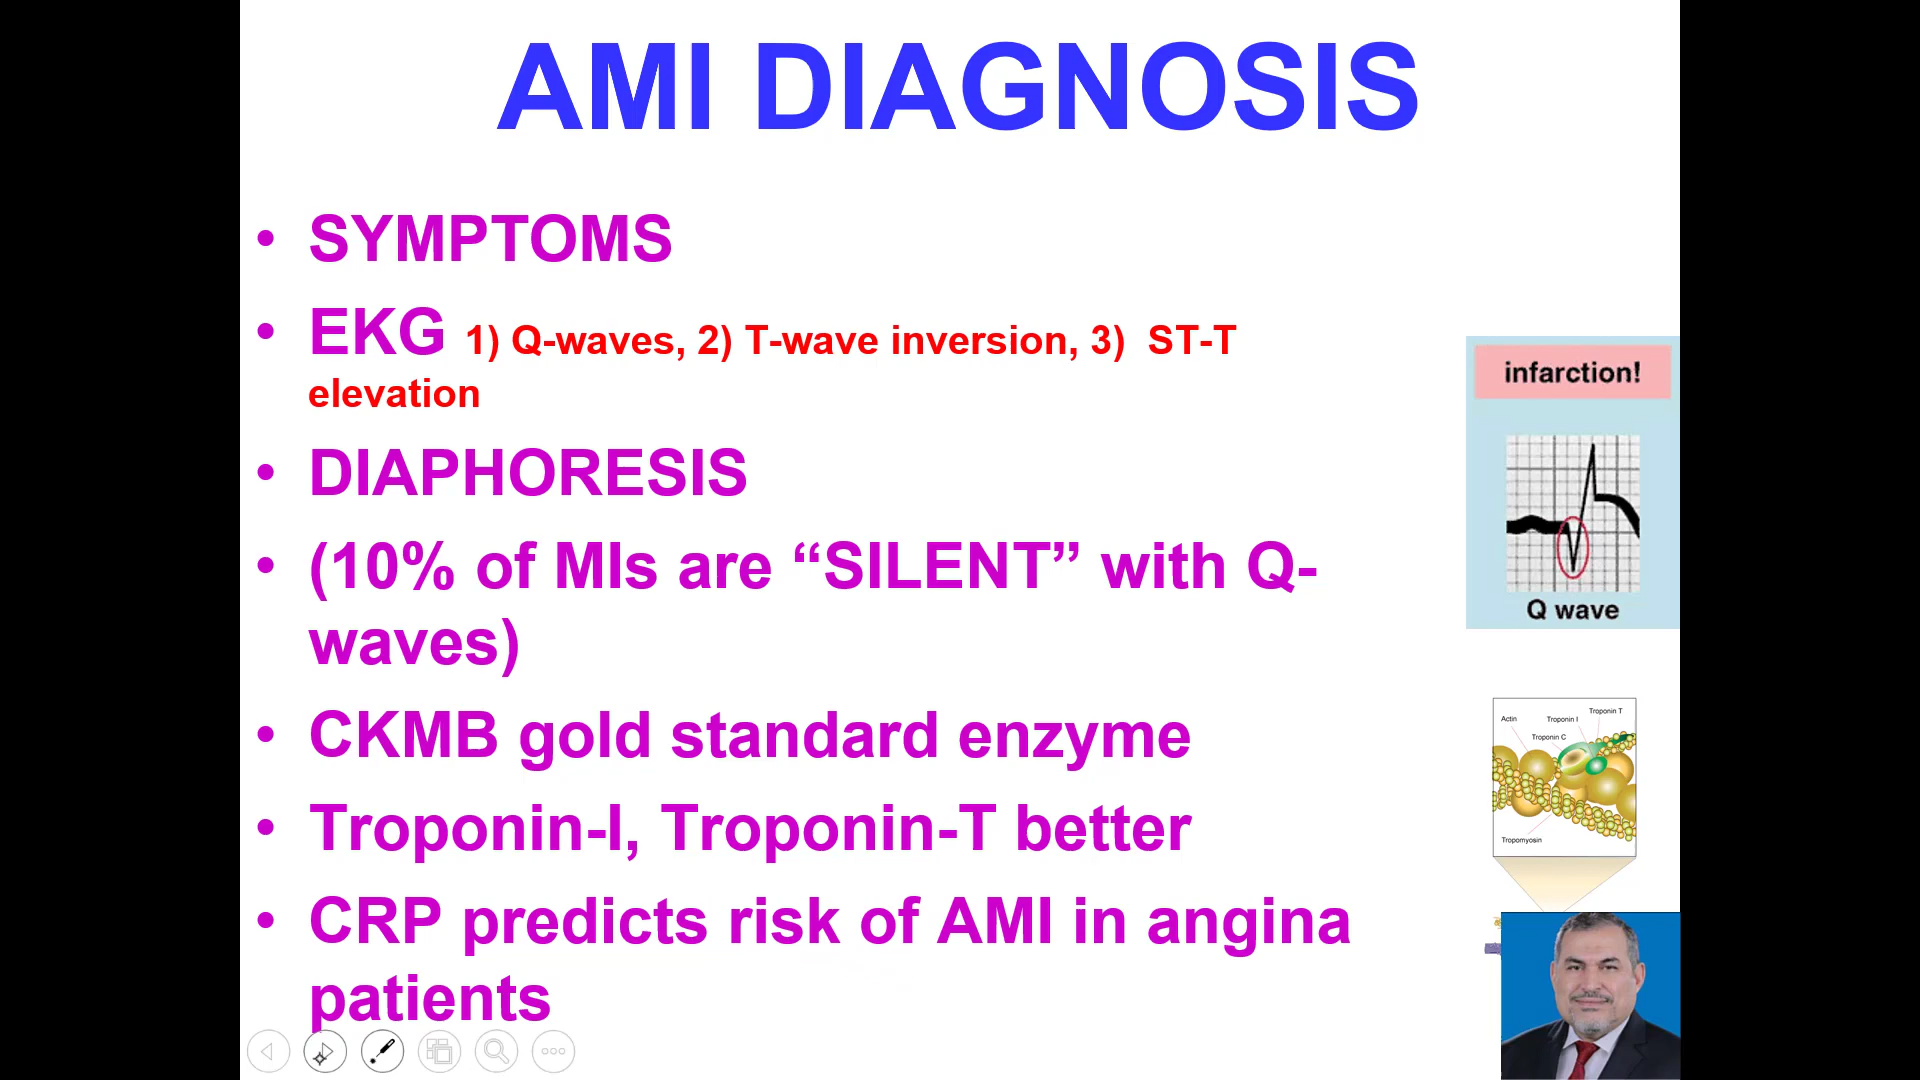 AMI DIAGNOSIS
• SYMPTOMS
• EKG 1) Q-waves, 2) T-wave inversion, 3) ST-T
elevation
• DIAPHORESIS
• (10% of MIs are “SILENT” with Q-
waves)
• CKMB gold standard enzyme
• Troponin-I, Troponin-T better
• CRP predicts risk of AMI in angina
patients
infarction!
Q wave
Troponin T
Actin
Troponin I
Troponin C
Tropomyosin